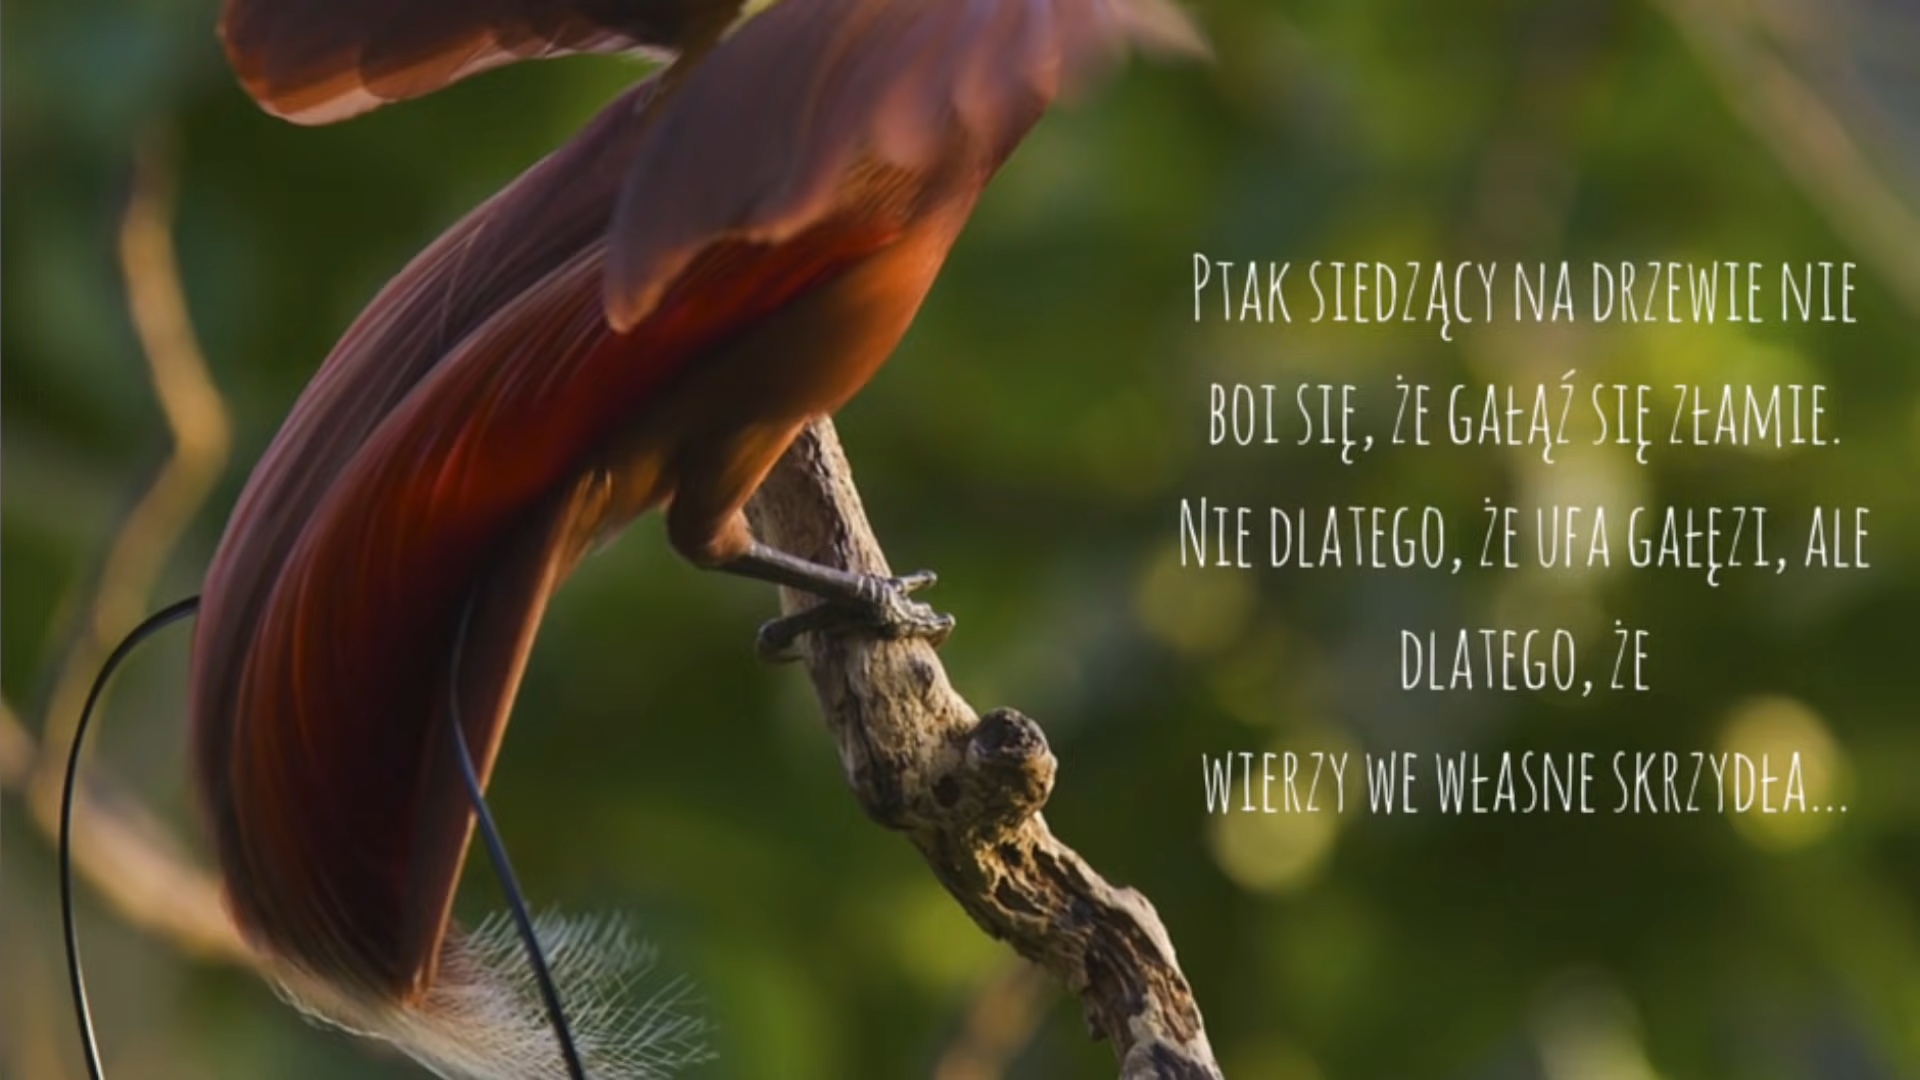 Ptak siedzący na drzewie nie
boi się, że gałąź się złamie.
Nie dlatego, że ufa gałęzi, ale
dlatego, że
wierzy we własne skrzydła...